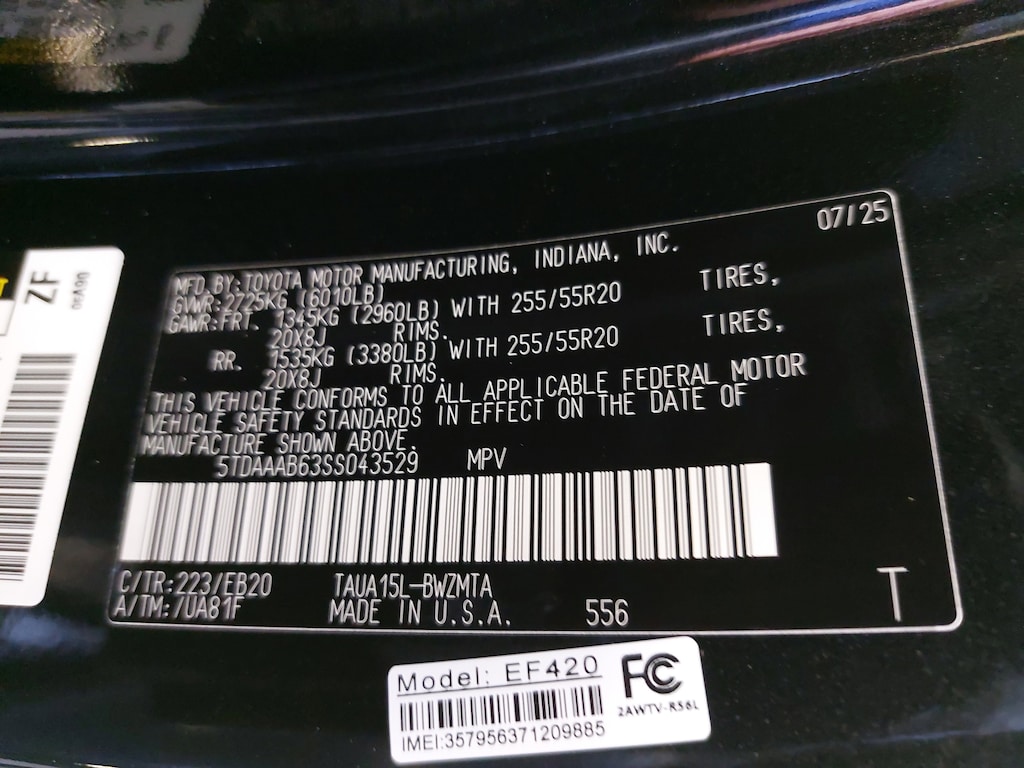 07/25
MFD. BY: TOYOTA MOTOR MANUFACTURING, INDIANA, INC.
GVWR: 2725KG (6010LB)
GAWR: FRT. 1345KG (2960LB) WITH 255/55R20 TIRES,
20X8J RIMS.
RR. 1535KG (3380LB) WITH 255/55R20 TIRES,
20X8J RIMS.
THIS VEHICLE CONFORMS TO ALL APPLICABLE FEDERAL MOTOR
VEHICLE SAFETY STANDARDS IN EFFECT ON THE DATE OF
MANUFACTURE SHOWN ABOVE.
5TDAAAB63SS043529 MPV
C/TR: 223/EB20 TAUA15L-BWZMTA
A/TM: /UA81F MADE IN U.S.A. 556 T
Model: EF420 FC
2AWTV-R56L
IMEI:357956371209885
ZF